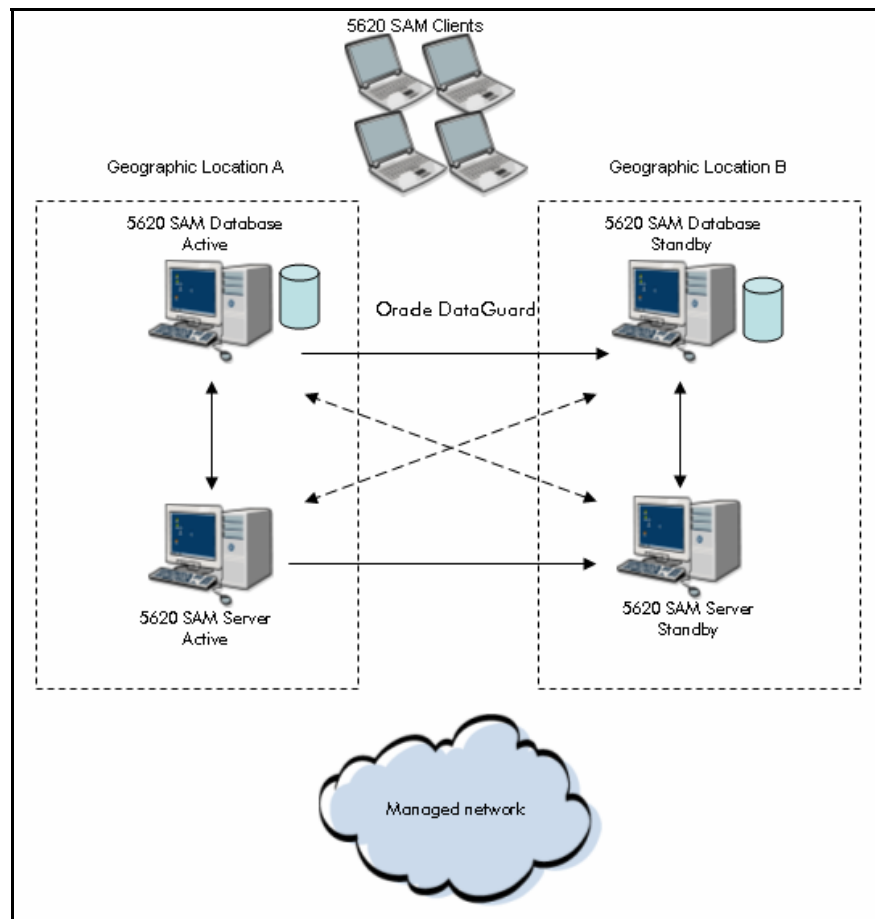 5620 SAM Clients
Geographic Location A
Geographic Location B
5620 SAM Database
Active
5620 SAM Database
Standby
Oracle DataGuard
5620 SAM Server
Active
5620 SAM Server
Standby
Managed network